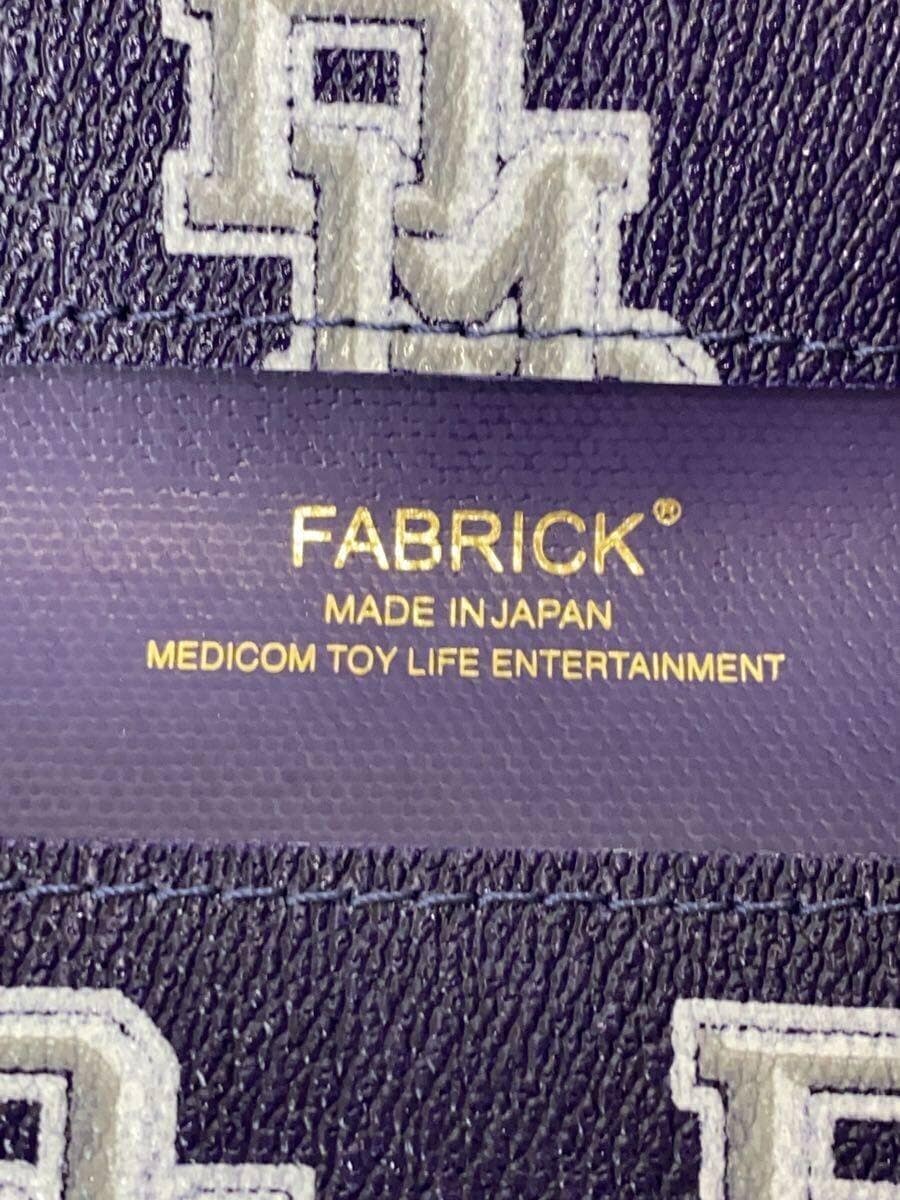 FABRICK®
MADE IN JAPAN
MEDICOM TOY LIFE ENTERTAINMENT